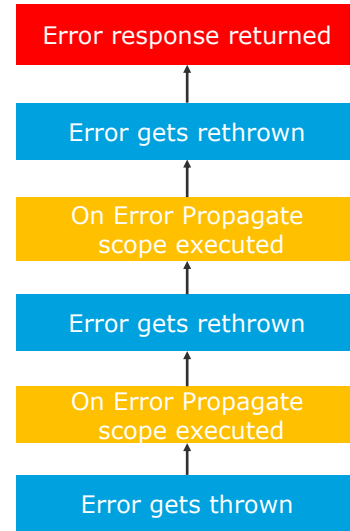 Error response returned
Error gets rethrown
On Error Propagate
scope executed
Error gets rethrown
On Error Propagate
scope executed
Error gets thrown